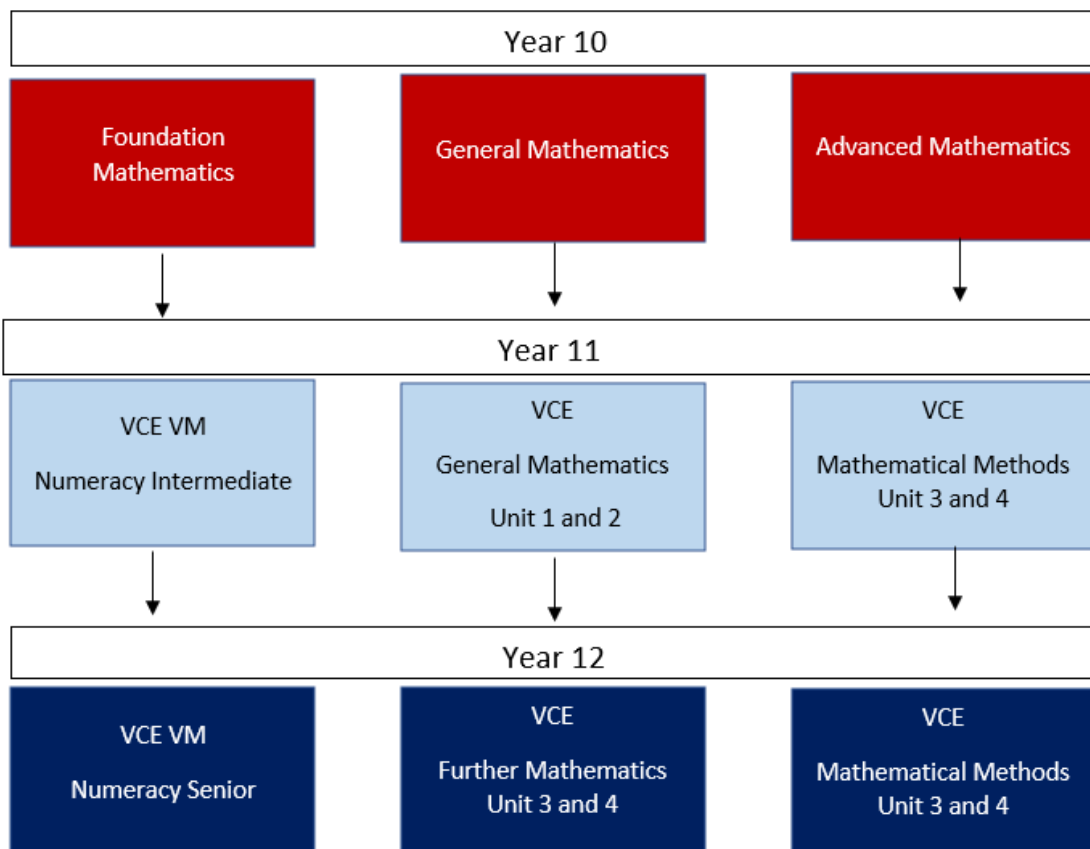 Year 10
Foundation
Mathematics
General Mathematics
Advanced Mathematics
Year 11
VCE VM
Numeracy Intermediate
VCE
General Mathematics
Unit 1 and 2
VCE
Mathematical Methods
Unit 3 and 4
Year 12
VCE VM
Numeracy Senior
VCE
Further Mathematics
Unit 3 and 4
VCE
Mathematical Methods
Unit 3 and 4